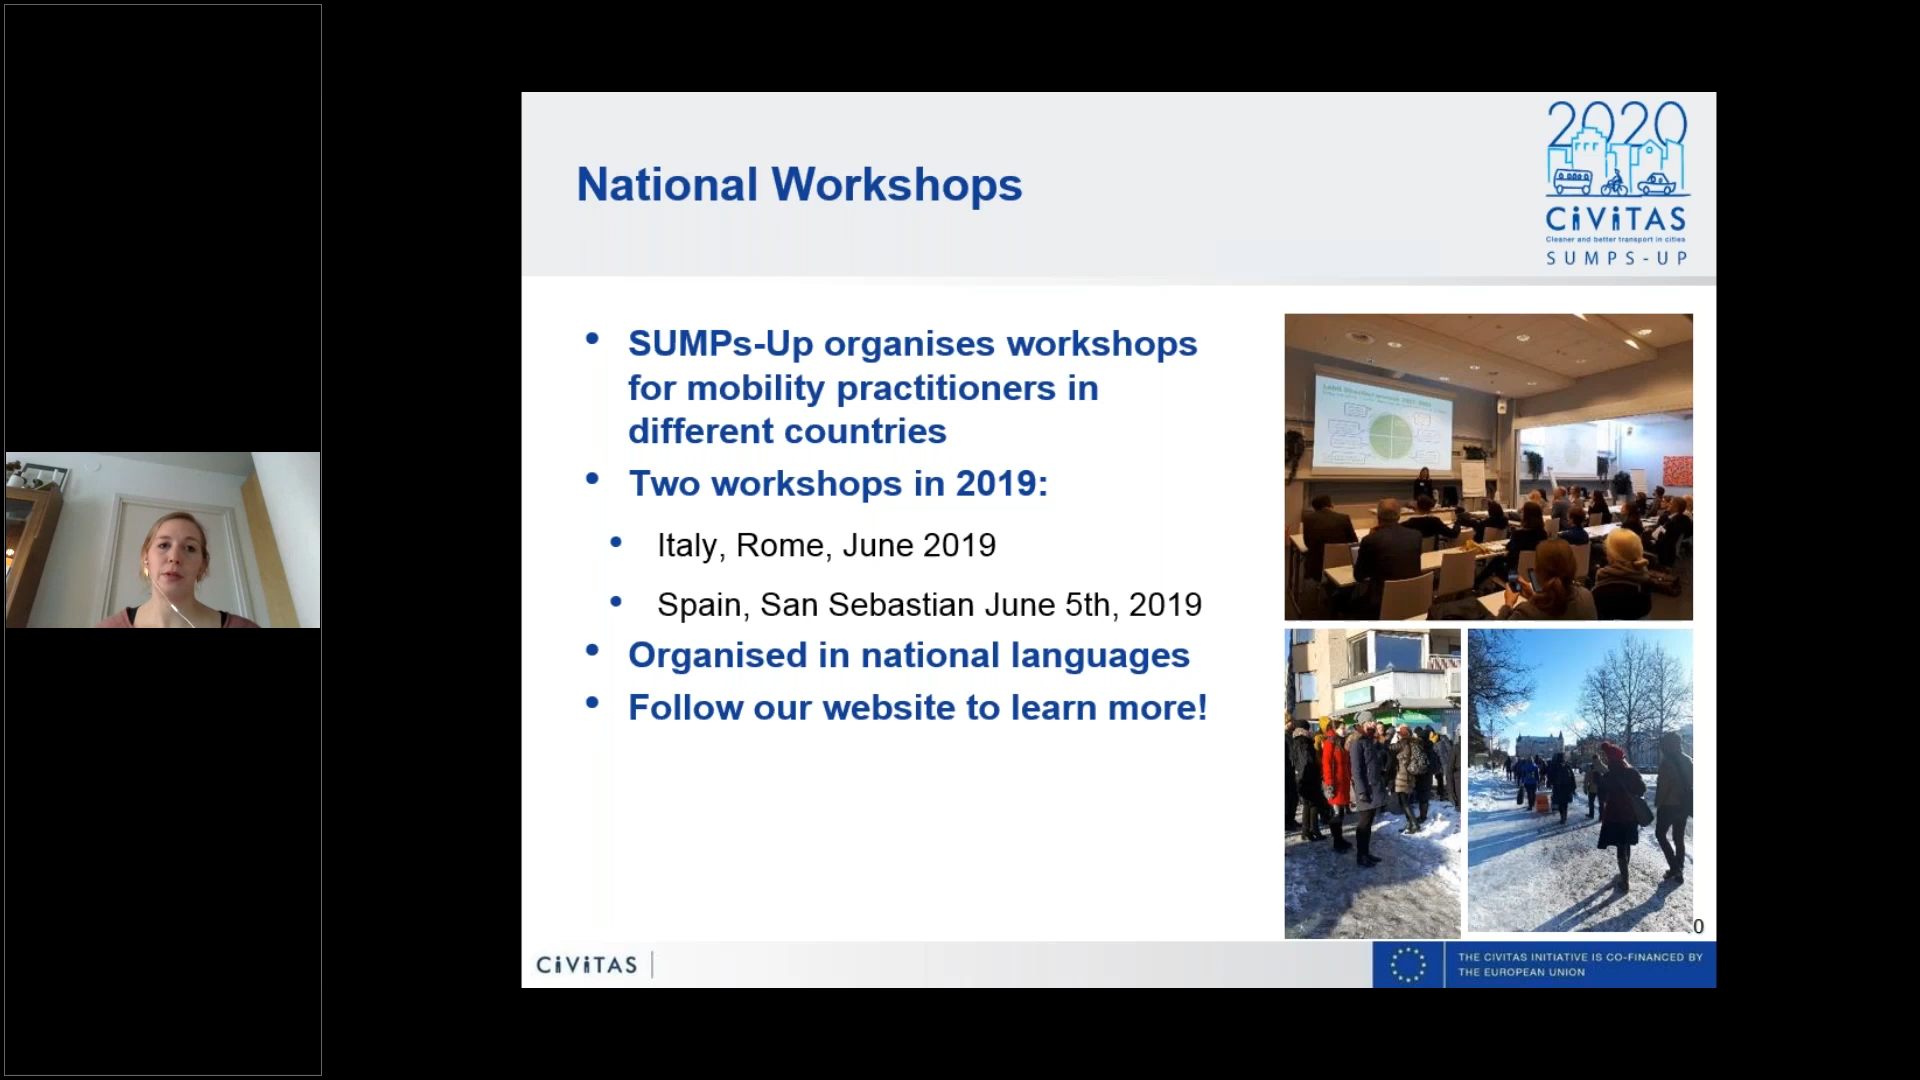 National Workshops
2020
CiViTAS
Cleaner and better transport in cities
SUMPS-UP
• SUMPs-Up organises workshops
for mobility practitioners in
different countries
• Two workshops in 2019:
• Italy, Rome, June 2019
• Spain, San Sebastian June 5th, 2019
• Organised in national languages
• Follow our website to learn more!
0
CiViTAS
THE CIVITAS INITIATIVE IS CO-FINANCED BY
THE EUROPEAN UNION